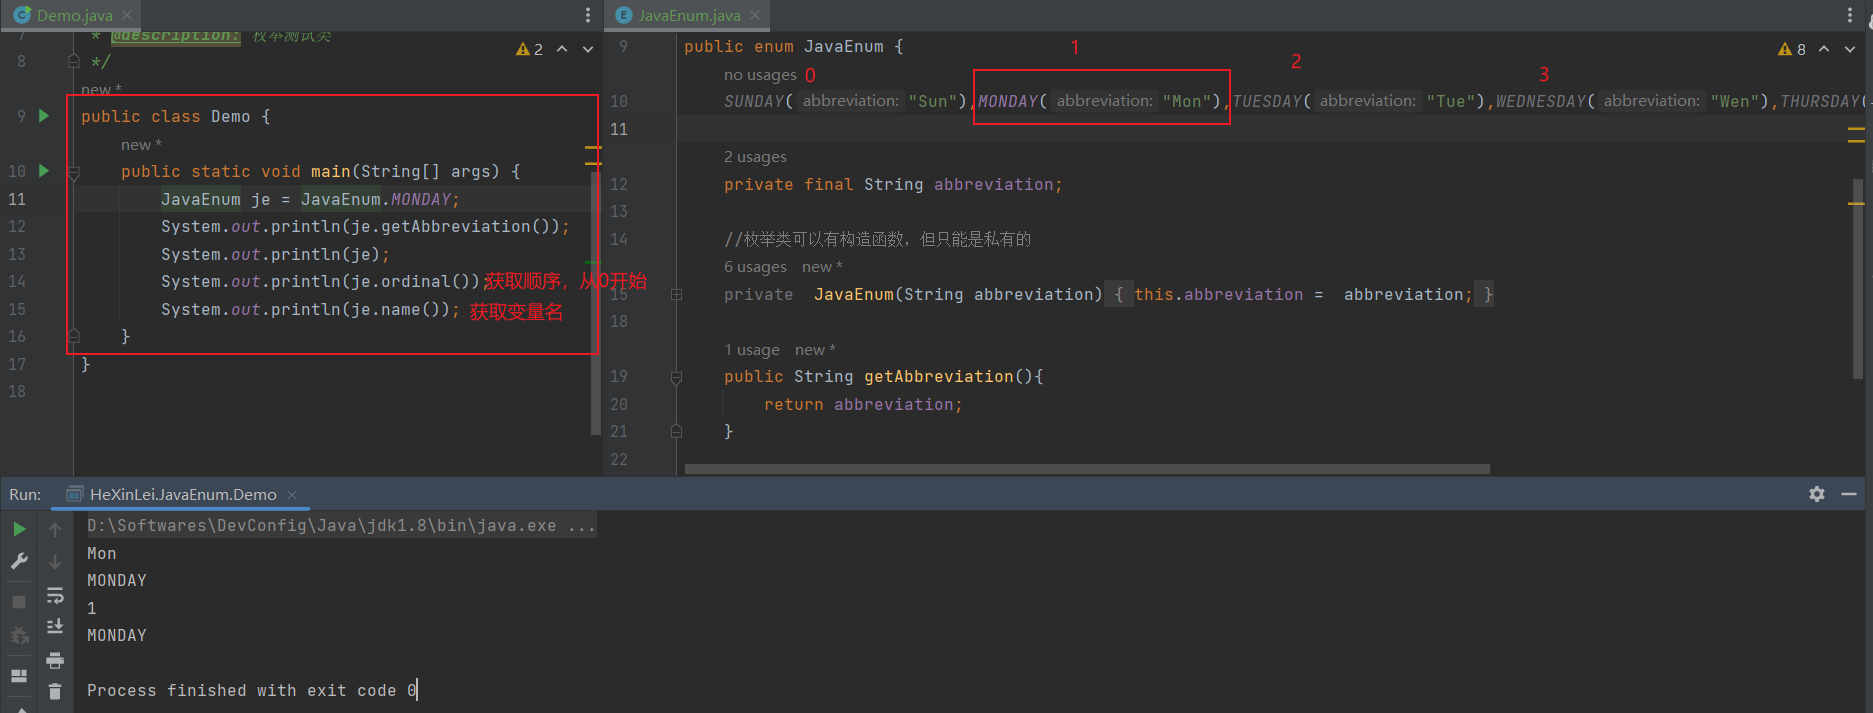 Demo.java
7 * @description: 枚举测试类
2
8 */
new *
9 public class Demo {
new *
10 public static void main(String[] args) {
11 JavaEnum je = JavaEnum.MONDAY;
12 System.out.println(je.getAbbreviation());
13 System.out.println(je);
14 System.out.println(je.ordinal()); 获取顺序，从0开始
15 System.out.println(je.name()); 获取变量名
16 }
17 }
18
JavaEnum.java
9 public enum JavaEnum {
1
8
no usages 0
2
3
10 SUNDAY( abbreviation: "Sun"),MONDAY( abbreviation: "Mon"),TUESDAY( abbreviation: "Tue"),WEDNESDAY( abbreviation: "Wen"),THURSDAY(
11
2 usages
12 private final String abbreviation;
13
14 //枚举类可以有构造函数，但只能是私有的
6 usages new *
15 private JavaEnum(String abbreviation) { this.abbreviation = abbreviation; }
18
1 usage new *
19 public String getAbbreviation(){
20 return abbreviation;
21 }
22
Run: HeXinLei.JavaEnum.Demo
D:\Softwares\DevConfig\Java\jdk1.8\bin\java.exe ...
Mon
MONDAY
1
MONDAY
Process finished with exit code 0